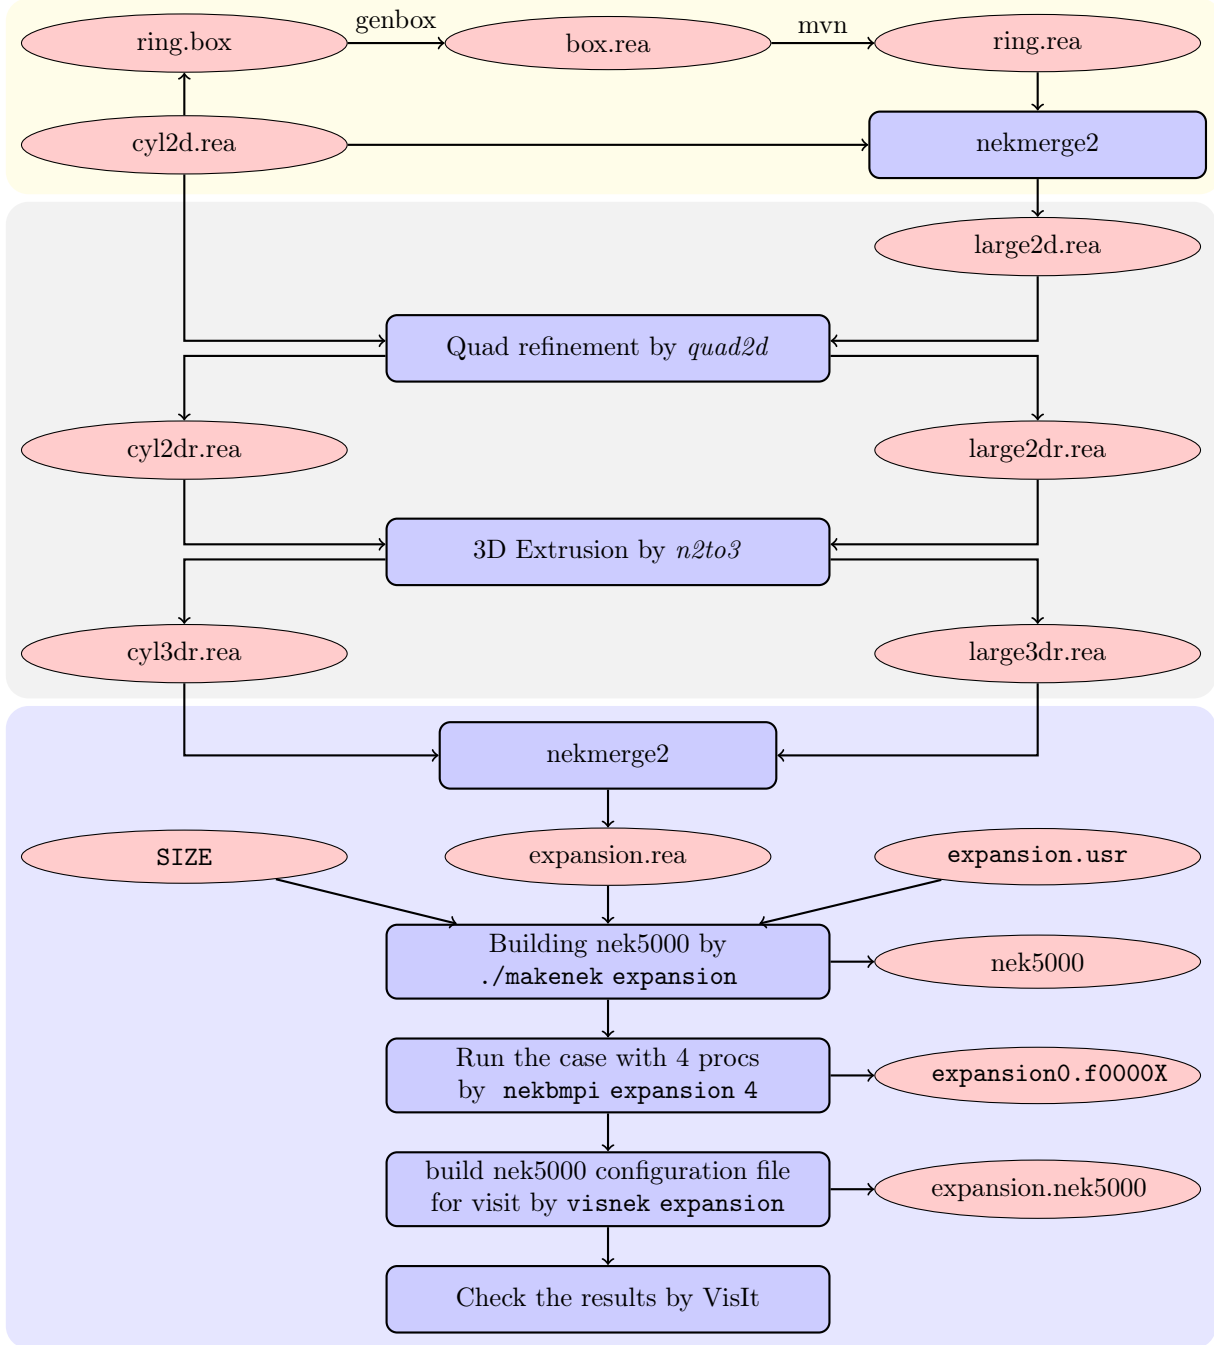 genbox
mvn
ring.box
box.rea
ring.rea
cyl2d.rea
nekmerge2
large2d.rea
Quad refinement by quad2d
cyl2dr.rea
large2dr.rea
3D Extrusion by n2to3
cyl3dr.rea
large3dr.rea
nekmerge2
SIZE
expansion.rea
expansion.usr
Building nek5000 by
./makenek expansion
nek5000
Run the case with 4 procs
by nekbmpi expansion 4
expansion0.f0000X
build nek5000 configuration file
for visit by visnek expansion
expansion.nek5000
Check the results by VisIt